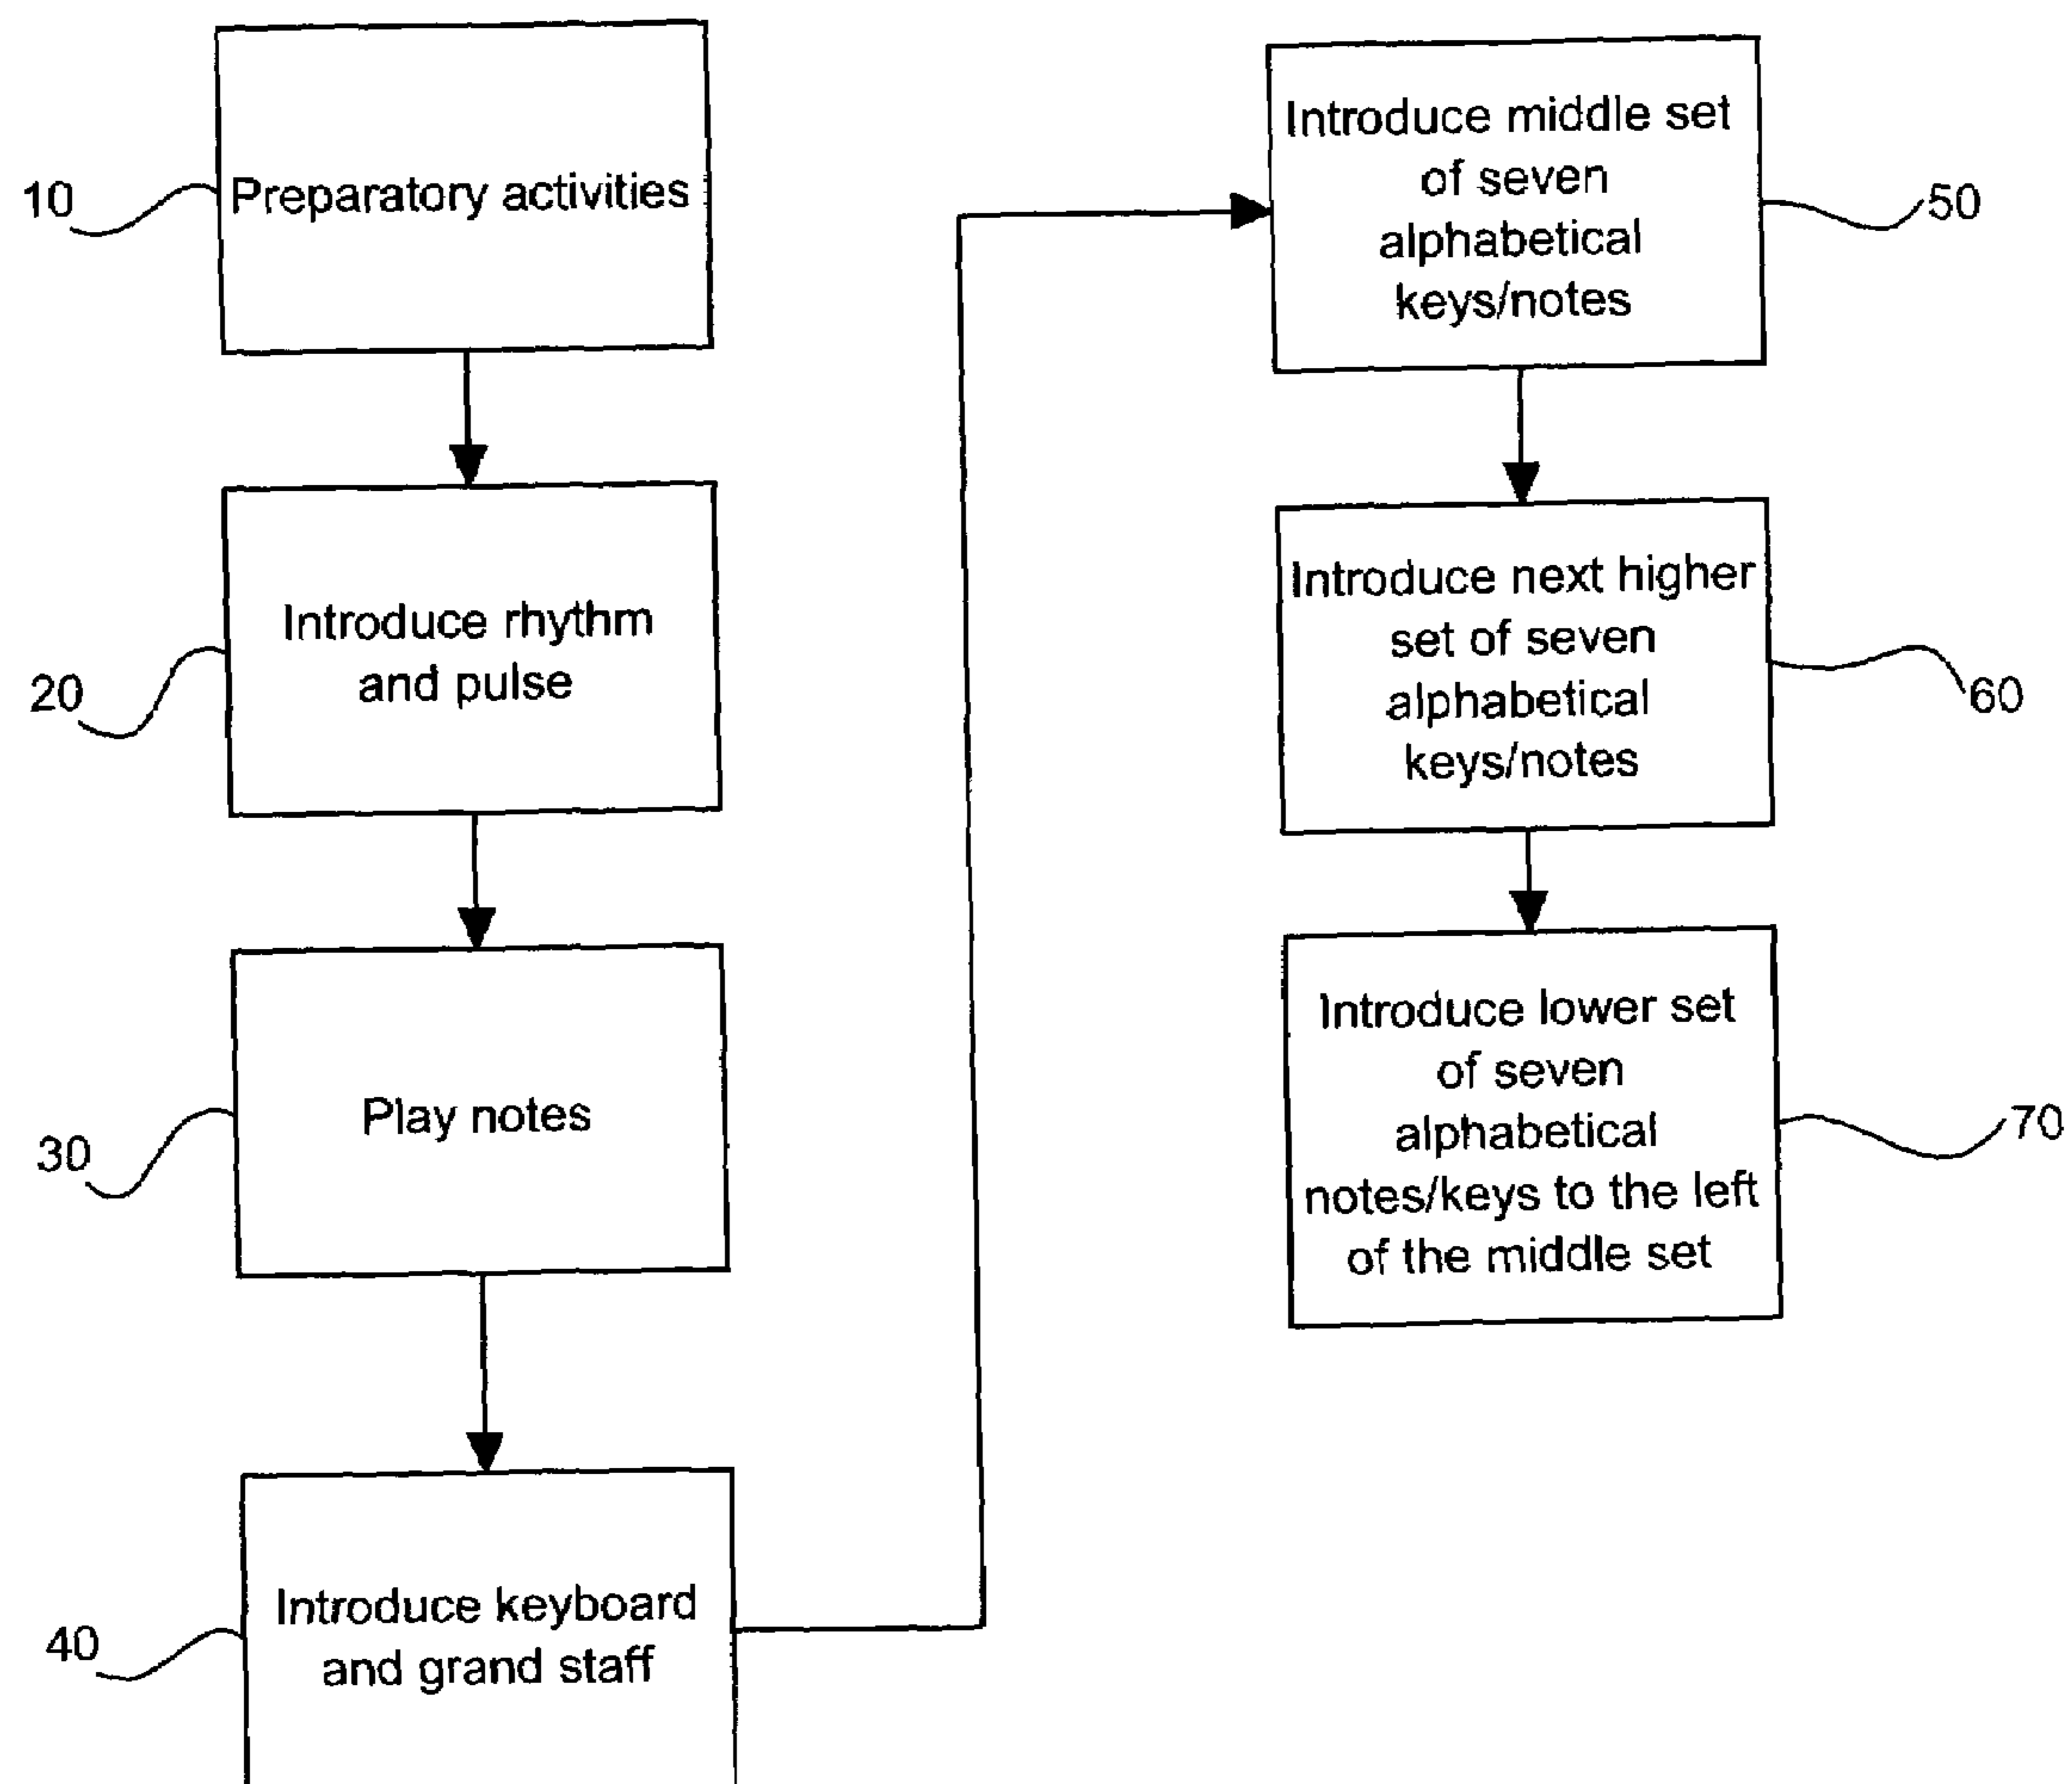 10
Preparatory activities
20
Introduce rhythm
and pulse
30
Play notes
40
Introduce keyboard
and grand staff
Introduce middle set
of seven
alphabetical
keys/notes
50
Introduce next higher
set of seven
alphabetical
keys/notes
60
Introduce lower set
of seven
alphabetical
notes/keys to the left
of the middle set
70